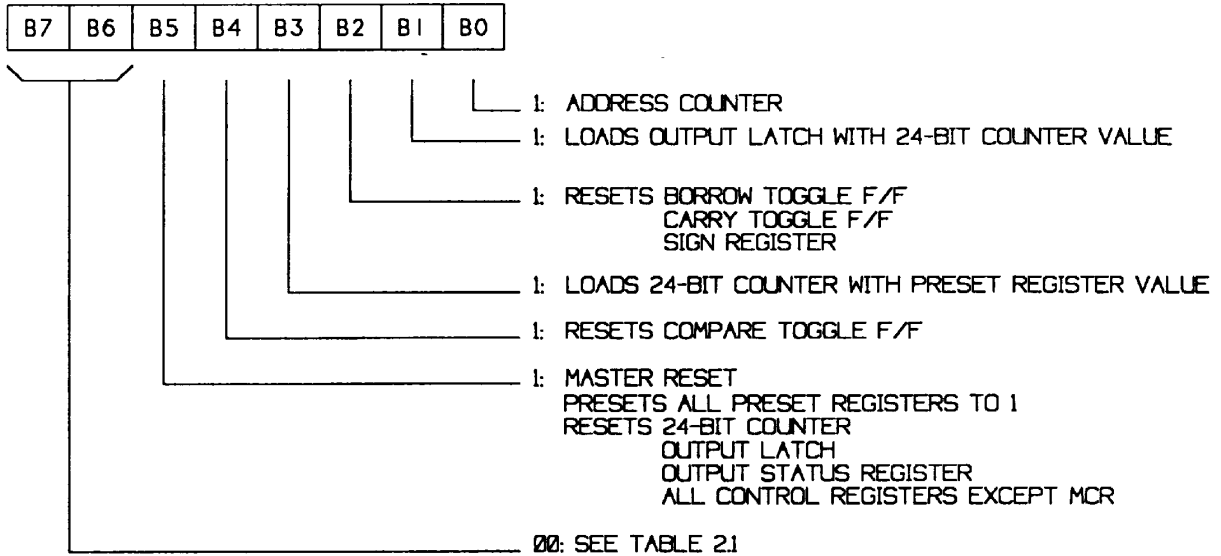 B7 B6 B5 B4 B3 B2 B1 B0
1: ADDRESS COUNTER
1: LOADS OUTPUT LATCH WITH 24-BIT COUNTER VALUE
1: RESETS BORROW TOGGLE F/F
CARRY TOGGLE F/F
SIGN REGISTER
1: LOADS 24-BIT COUNTER WITH PRESET REGISTER VALUE
1: RESETS COMPARE TOGGLE F/F
1: MASTER RESET
PRESETS ALL PRESET REGISTERS TO 1
RESETS 24-BIT COUNTER
OUTPUT LATCH
OUTPUT STATUS REGISTER
ALL CONTROL REGISTERS EXCEPT MCR
00: SEE TABLE 2.1